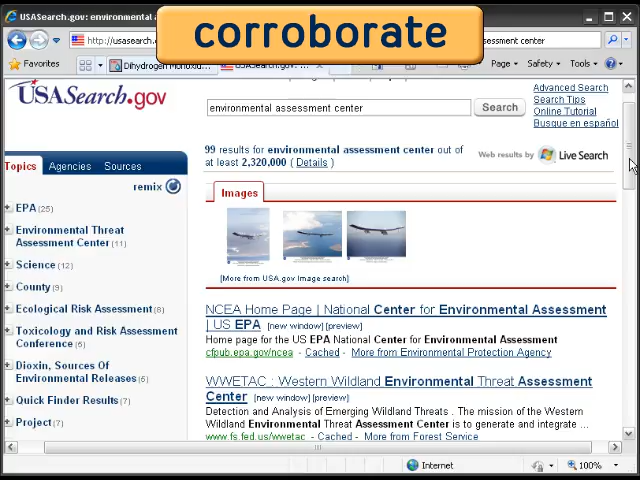 USASearch.gov: environmental a
corroborate
http://usasearch.
ssessment center
Favorites
Dihydrogen Monoxid...
USASearch.gov: environmental
Page
Safety
Tools
USASearch.gov
environmental assessment center
Search
Advanced Search
Search Tips
Online Tutorial
Busque en español
99 results for environmental assessment center out of
at least 2,320,000 ( Details )
Web results by Live Search
Topics
Agencies
Sources
remix
Images
EPA (25)
Environmental Threat
Assessment Center (11)
Science (12)
County (9)
Ecological Risk Assessment (8)
Toxicology and Risk Assessment
Conference (6)
Dioxin, Sources Of
Environmental Releases (5)
Quick Finder Results (7)
Project (7)
[More from USA.gov image search]
NCEA Home Page | National Center for Environmental Assessment
| US EPA [new window] [preview]
Home page for the US EPA National Center for Environmental Assessment
cfpub.epa.gov/ncea - Cached - More from Environmental Protection Agency
WWETAC : Western Wildland Environmental Threat Assessment
Center [new window] [preview]
Detection and Analysis of Emerging Wildland Threats . The mission of the Western
Wildland Environmental Threat Assessment Center is to generate and integrate ...
www.fs.fed.us/wwetac - Cached - More from Forest Service
Internet
100%